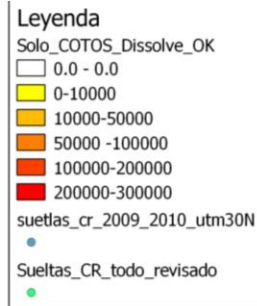 Leyenda
Solo_COTOS_Dissolve_OK
0.0 - 0.0
0-10000
10000-50000
50000 -100000
100000-200000
200000-300000
suetlas_cr_2009_2010_utm30N
Sueltas_CR_todo_revisado